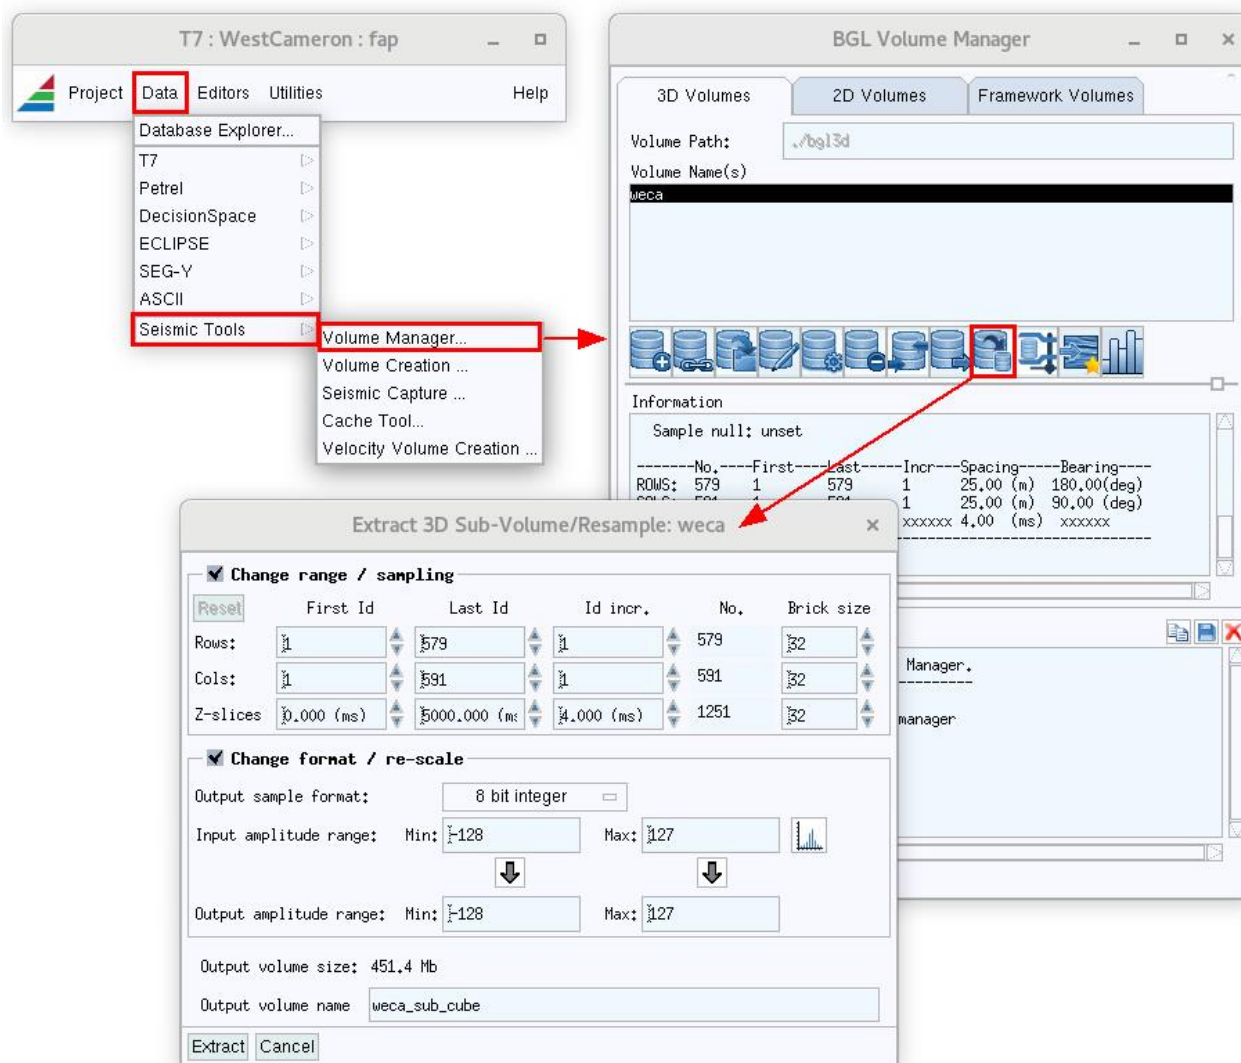 T7 : WestCameron : fap
Project Data Editors Utilities Help
Database Explorer...
T7
Petrel
DecisionSpace
ECLIPSE
SEG-Y
ASCII
Seismic Tools
Volume Manager...
Volume Creation ...
Seismic Capture ...
Cache Tool...
Velocity Volume Creation ...
BGL Volume Manager
3D Volumes 2D Volumes Framework Volumes
Volume Path: ./bgl3d
Volume Name(s)
weca
Information
Sample null: unset
-------No.----First----Last-----Incr---Spacing-----Bearing----
ROWS: 579 1 579 1 25.00 (m) 180.00(deg)
1 25.00 (m) 90.00 (deg)
xxxxxx 4.00 (ms) xxxxxx
Manager.
manager
Extract 3D Sub-Volume/Resample: weca
Change range / sampling
Reset First Id Last Id Id incr. No. Brick size
Rows: 1 579 1 579 32
Cols: 1 591 1 591 32
Z-slices 0.000 (ms) 5000.000 (ms 4.000 (ms) 1251 32
Change format / re-scale
Output sample format: 8 bit integer
Input amplitude range: Min: -128 Max: 127
Output amplitude range: Min: -128 Max: 127
Output volume size: 451.4 Mb
Output volume name weca_sub_cube
Extract Cancel